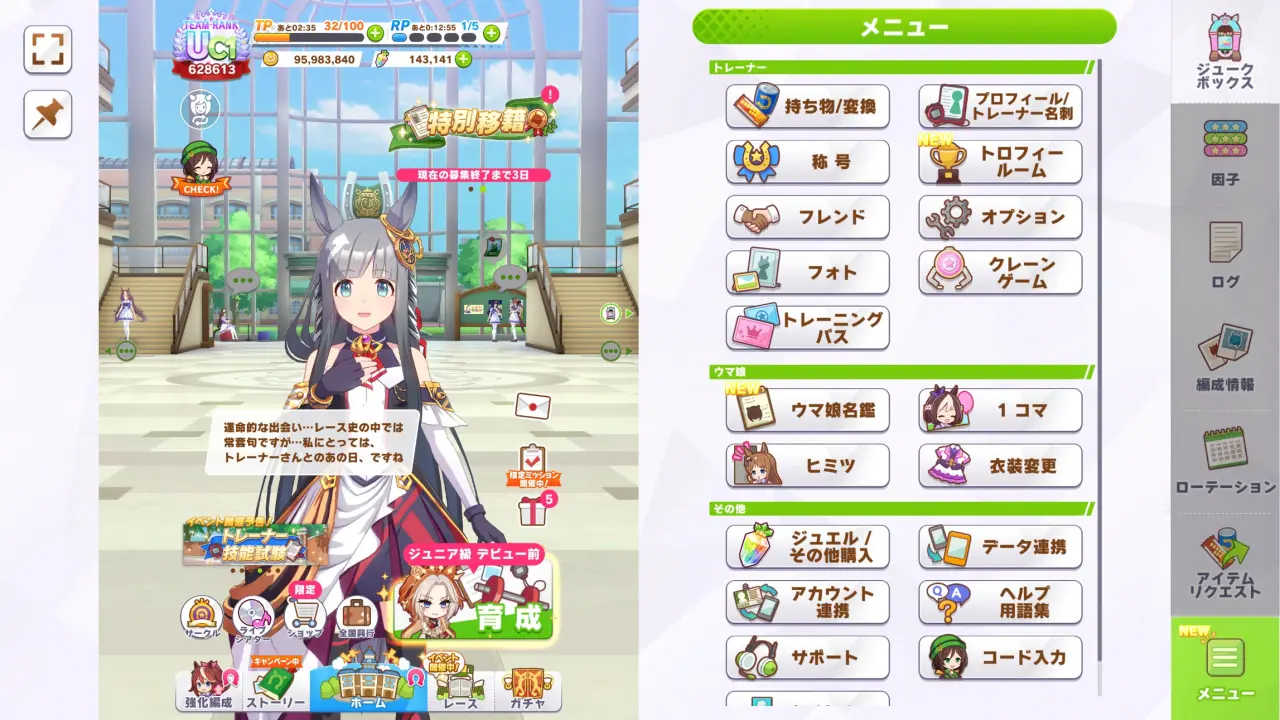 TEAM RANK
UC1
628613
TP あと02:35 32/100
RP あと0:12:55 1/5
95,983,840
143,141
CHECK!
特別移籍
現在の募集終了まで3日
運命的な出会い…レース史の中では
常套句ですが…私にとっては、
トレーナーさんとのあの日、ですね
限定ミッション
開催中!
5
イベント開催予告!
トレーナー
技能試験
ジュニア級 デビュー前
育成
サークル
ライブ
シアター
限定
ショップ
全国興行
強化編成
キャンペーン中
ストーリー
ホーム
イベント
開催中!
レース
ガチャ
メニュー
トレーナー
持ち物/変換
プロフィール/
トレーナー名刺
称号
NEW
トロフィー
ルーム
フレンド
オプション
フォト
クレーン
ゲーム
トレーニング
パス
ウマ娘
NEW
ウマ娘名鑑
1コマ
ヒミツ
衣装変更
その他
ジュエル/
その他購入
データ連携
アカウント
連携
Q A
ヘルプ
用語集
サポート
コード入力
ジューク
ボックス
因子
ログ
編成情報
ローテーション
アイテム
リクエスト
NEW
メニュー